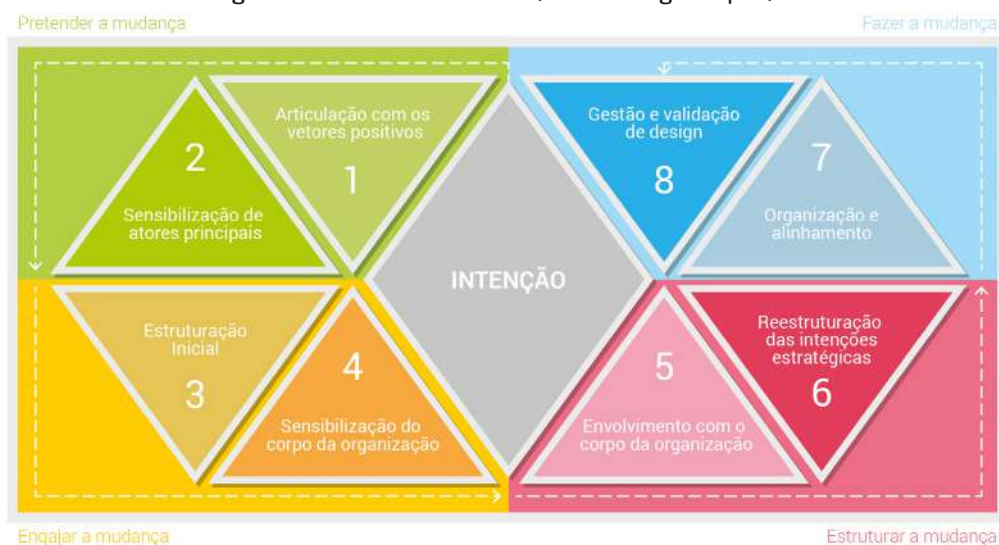 Pretender a mudança
Fazer a mudança
Articulação com os
vetores positivos
1
2
Sensibilização de
atores principais
Gestão e validação
de design
8
7
Organização e
alinhamento
INTENÇÃO
Estruturação
Inicial
3
4
Sensibilização do
corpo da organização
5
Envolvimento com o
corpo da organização
Reestruturação
das intenções
estratégicas
6
Engajar a mudança
Estruturar a mudança